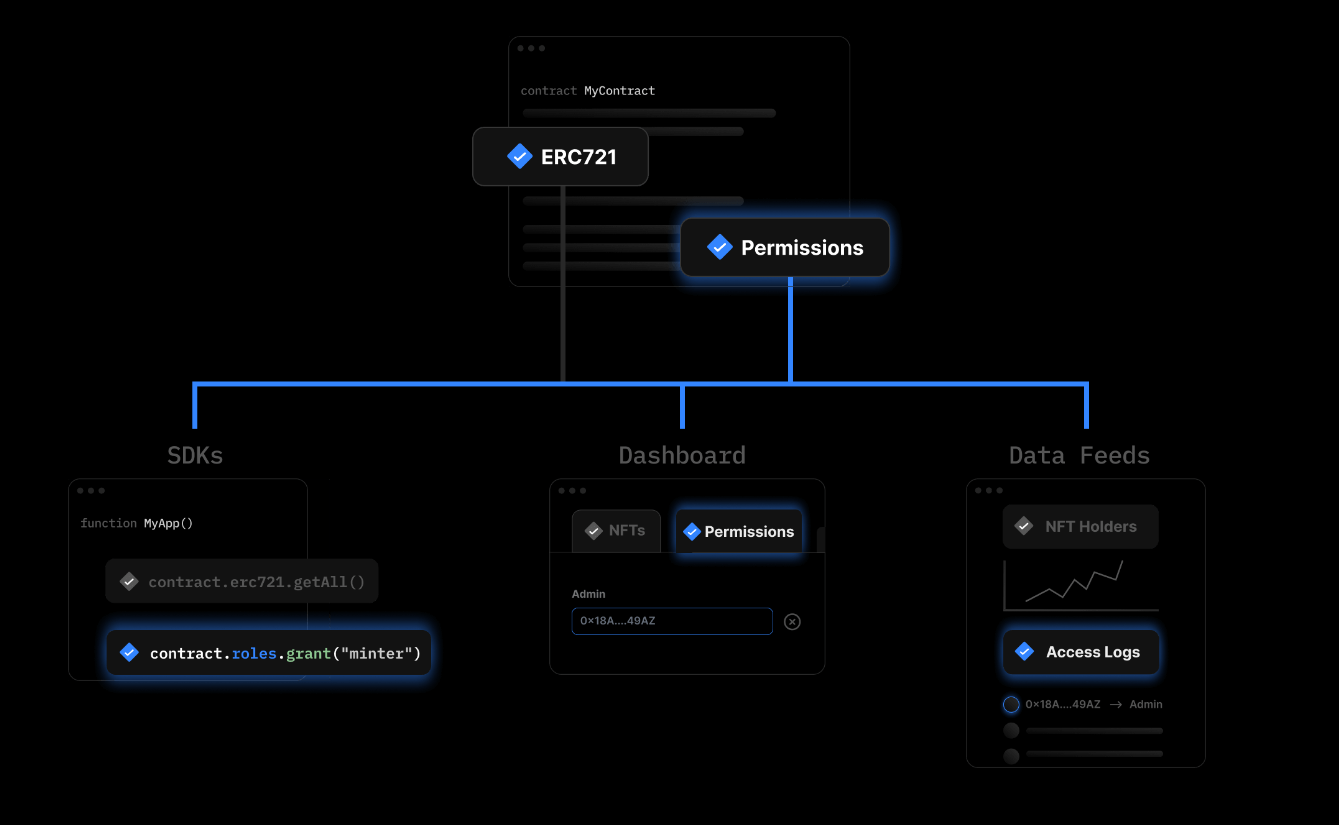 contract MyContract
ERC721
Permissions
SDKs
function MyApp()
contract.erc721.getAll()
contract.roles.grant("minter")
Dashboard
NFTs
Permissions
Admin
0×18A....49AZ
Data Feeds
NFT Holders
Access Logs
0×18A....49AZ → Admin